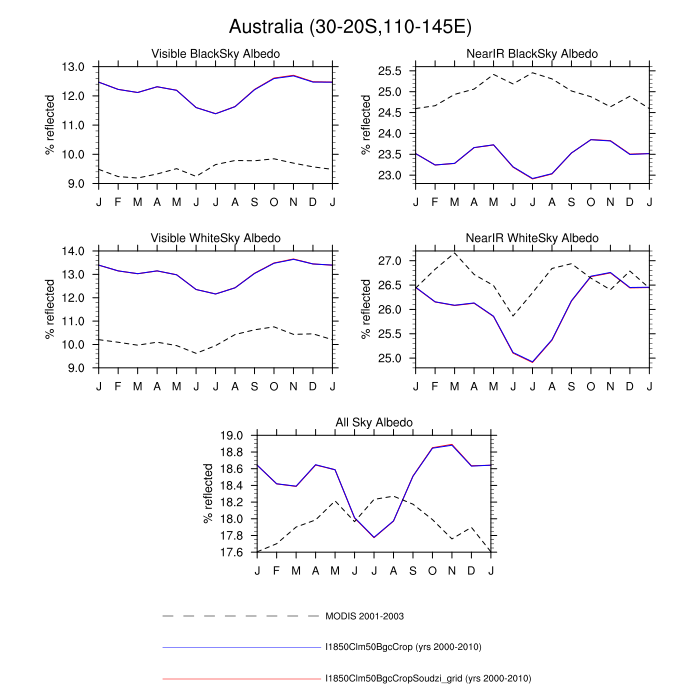 Australia (30-20S,110-145E)
Visible BlackSky Albedo
% reflected
13.0
12.0
11.0
10.0
9.0
J F M A M J J A S O N D J
NearIR BlackSky Albedo
% reflected
25.5
25.0
24.5
24.0
23.5
23.0
J F M A M J J A S O N D J
Visible WhiteSky Albedo
% reflected
14.0
13.0
12.0
11.0
10.0
9.0
J F M A M J J A S O N D J
NearIR WhiteSky Albedo
% reflected
27.0
26.5
26.0
25.5
25.0
J F M A M J J A S O N D J
All Sky Albedo
% reflected
19.0
18.8
18.6
18.4
18.2
18.0
17.8
17.6
J F M A M J J A S O N D J
MODIS 2001-2003
I1850Clm50BgcCrop (yrs 2000-2010)
I1850Clm50BgcCropSoudzi_grid (yrs 2000-2010)